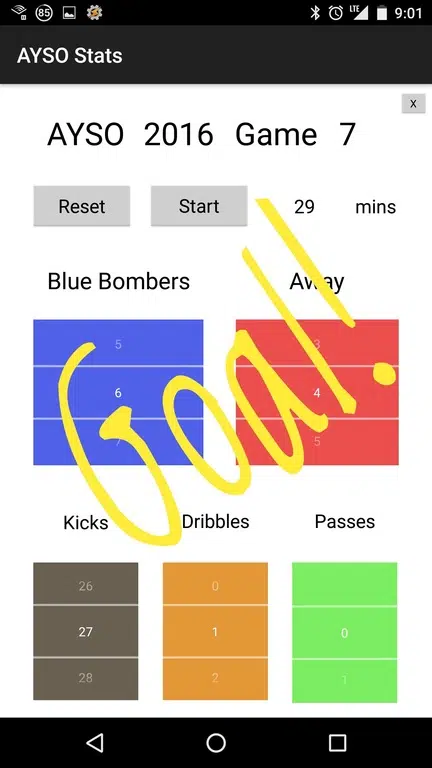 85 LTE 9:01
AYSO Stats
x
AYSO 2016 Game 7
Reset Start 29 mins
Blue Bombers Away
5 3
6 4
7 5
Goal!
Kicks Dribbles Passes
26 0
27 1 0
28 2 1